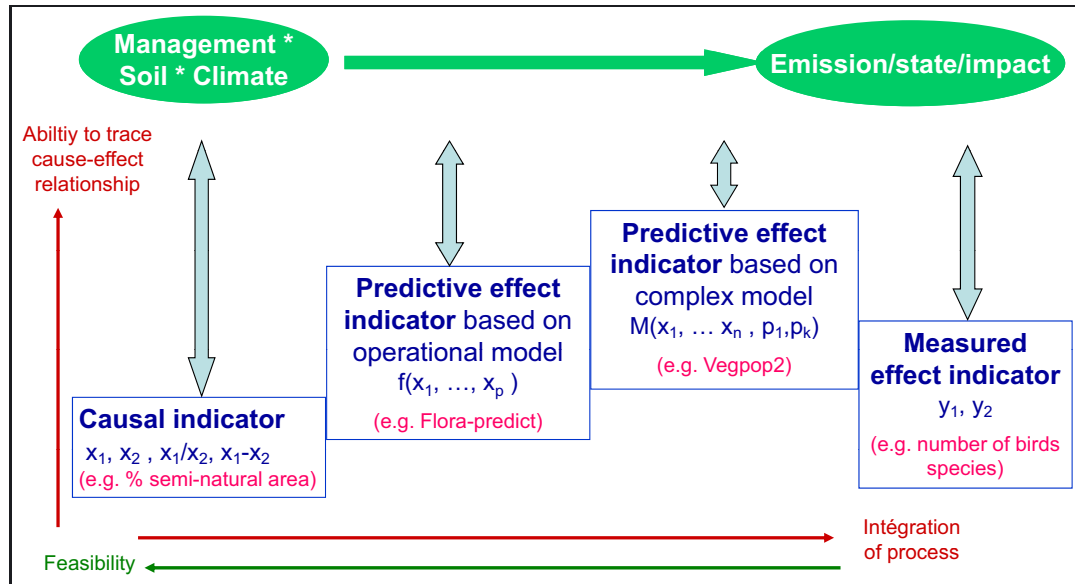 Management *
Soil * Climate
Emission/state/impact
Abiltiy to trace
cause-effect
relationship
Predictive effect
indicator based on
complex model
M(x₁, … xₙ , p₁,pₖ)
(e.g. Vegpop2)
Predictive effect
indicator based on
operational model
f(x₁, …, xₚ )
(e.g. Flora-predict)
Measured
effect indicator
y₁, y₂
(e.g. number of birds
species)
Causal indicator
x₁, x₂ , x₁/x₂, x₁-x₂
(e.g. % semi-natural area)
Intégration
of process
Feasibility